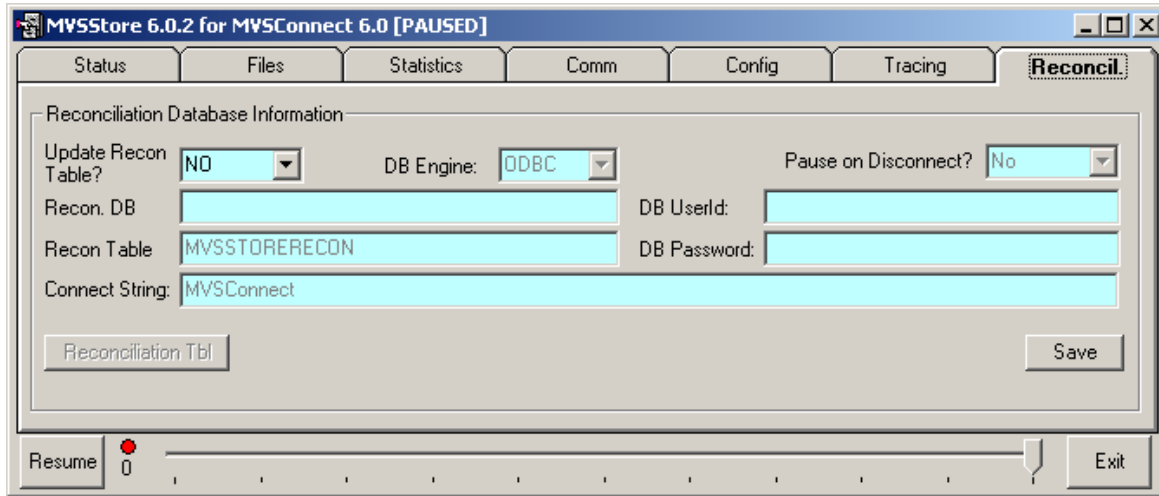 MVSStore 6.0.2 for MVSConnect 6.0 [PAUSED]
Status Files Statistics Comm Config Tracing Reconcil.
Reconciliation Database Information
Update Recon
Table?
NO DB Engine: ODBC Pause on Disconnect? No
Recon. DB DB UserId:
Recon Table MVSSTORERECON DB Password:
Connect String: MVSConnect
Reconciliation Tbl Save
Resume 0 Exit